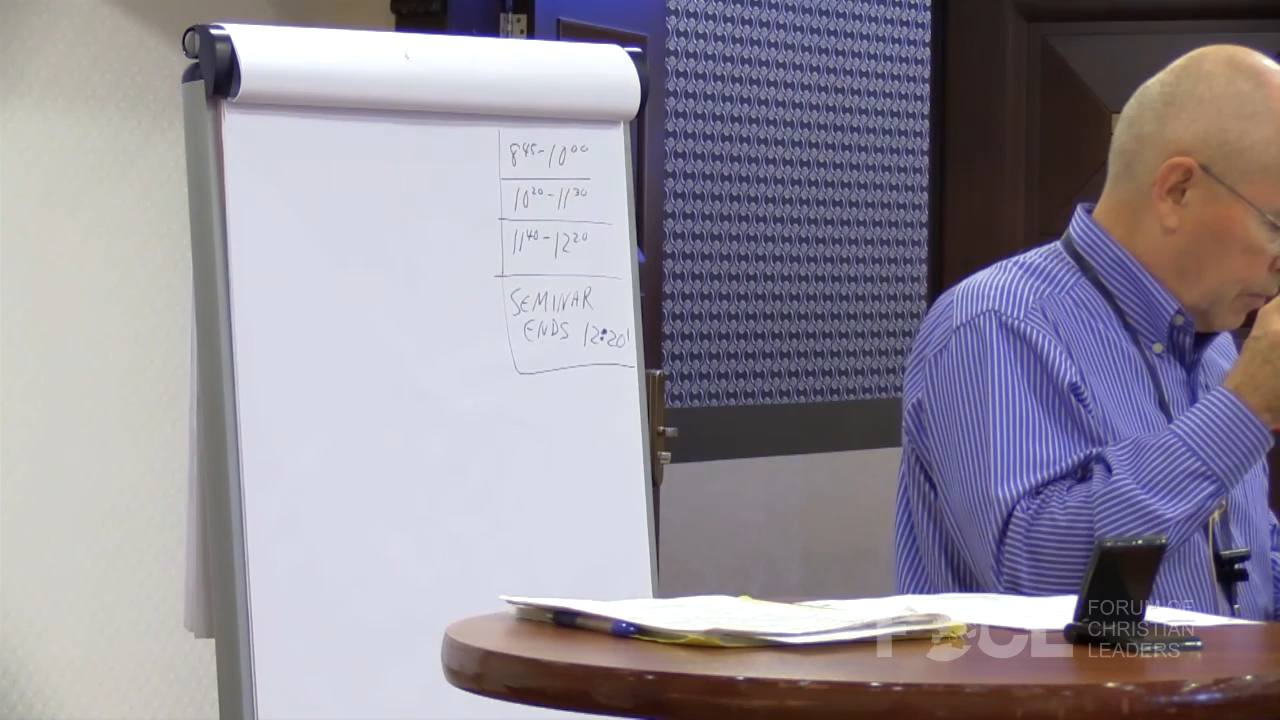 8⁴⁵-10⁰⁰
10²⁰-11³⁰
11⁴⁰-12²⁰
SEMINAR
ENDS 12:20!
FOCL
FORUM OF
CHRISTIAN
LEADERS